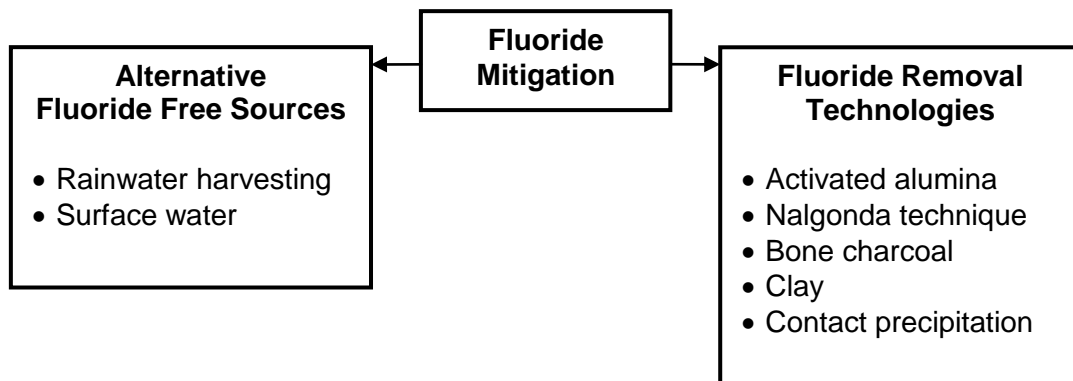 Fluoride
Mitigation
Alternative
Fluoride Free Sources
• Rainwater harvesting
• Surface water
Fluoride Removal
Technologies
• Activated alumina
• Nalgonda technique
• Bone charcoal
• Clay
• Contact precipitation